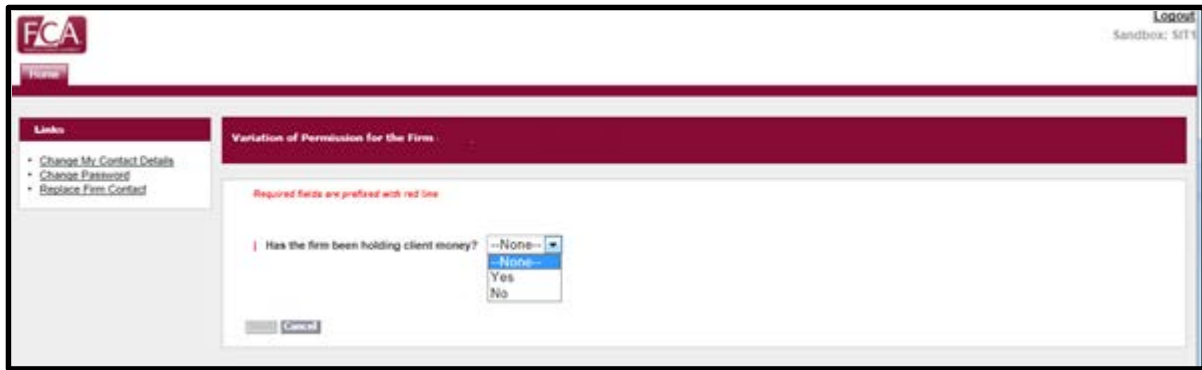 Logout
FCA
Sandbox: SIT1
Home
Links
Variation of Permission for the Firm
• Change My Contact Details
• Change Password
• Replace Firm Contact
Required fields are prefixed with red line
Has the firm been holding client money? --None--
--None--
Yes
No
Cancel